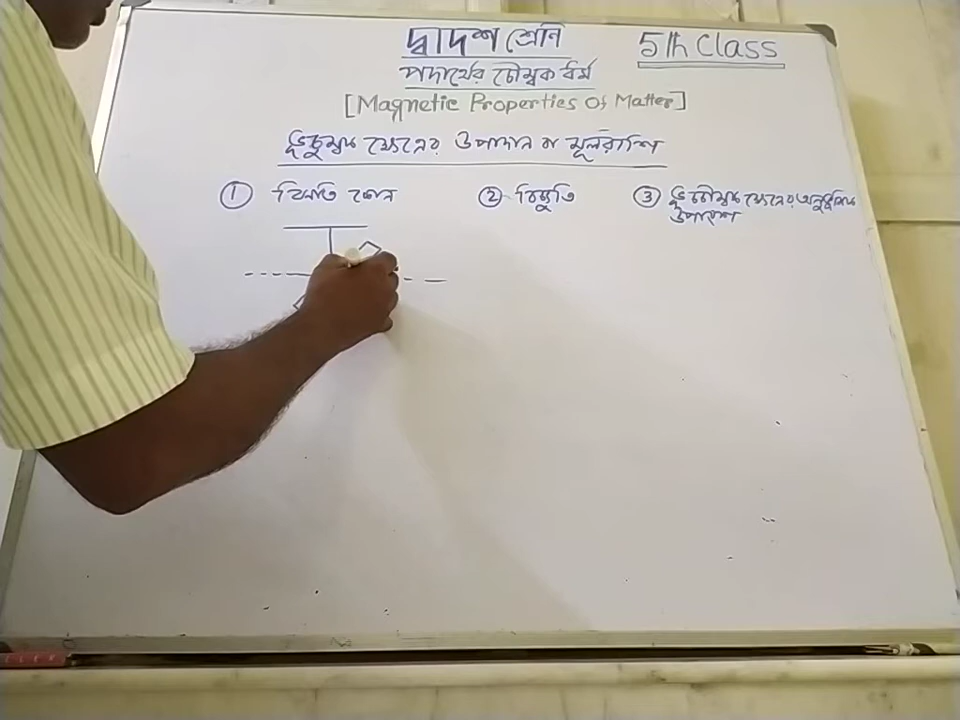 দ্বাদশ শ্রেণি
5th Class
পদার্থের চৌম্বক ধর্ম
[Magnetic Properties Of Matter]
ভূচুম্বক ক্ষেত্রের উপাদান বা মূলরাশি
① বিনতি কোন
② বিচ্যুতি
③ ভূচৌম্বক ক্ষেত্রের অনুভূমিক
উপাংশ